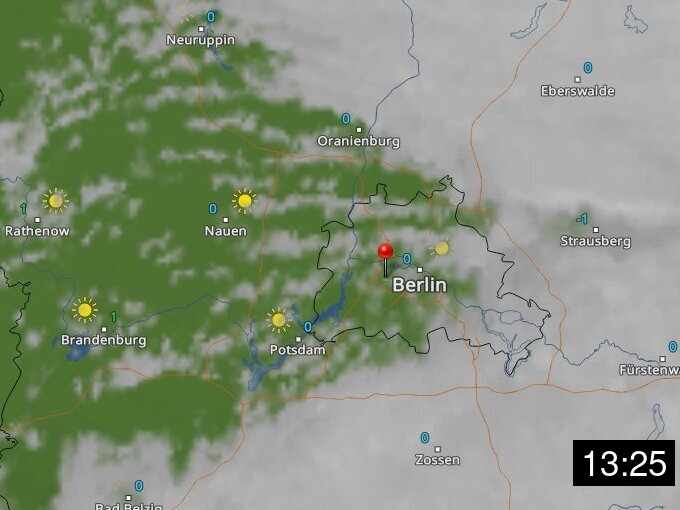 0
Neuruppin
0
Eberswalde
0
Oranienburg
1
Rathenow
0
Nauen
-1
Strausberg
0
Berlin
1
Brandenburg
0
Potsdam
0
Fürstenwa
0
Zossen
13:25
0
Bad Belzig